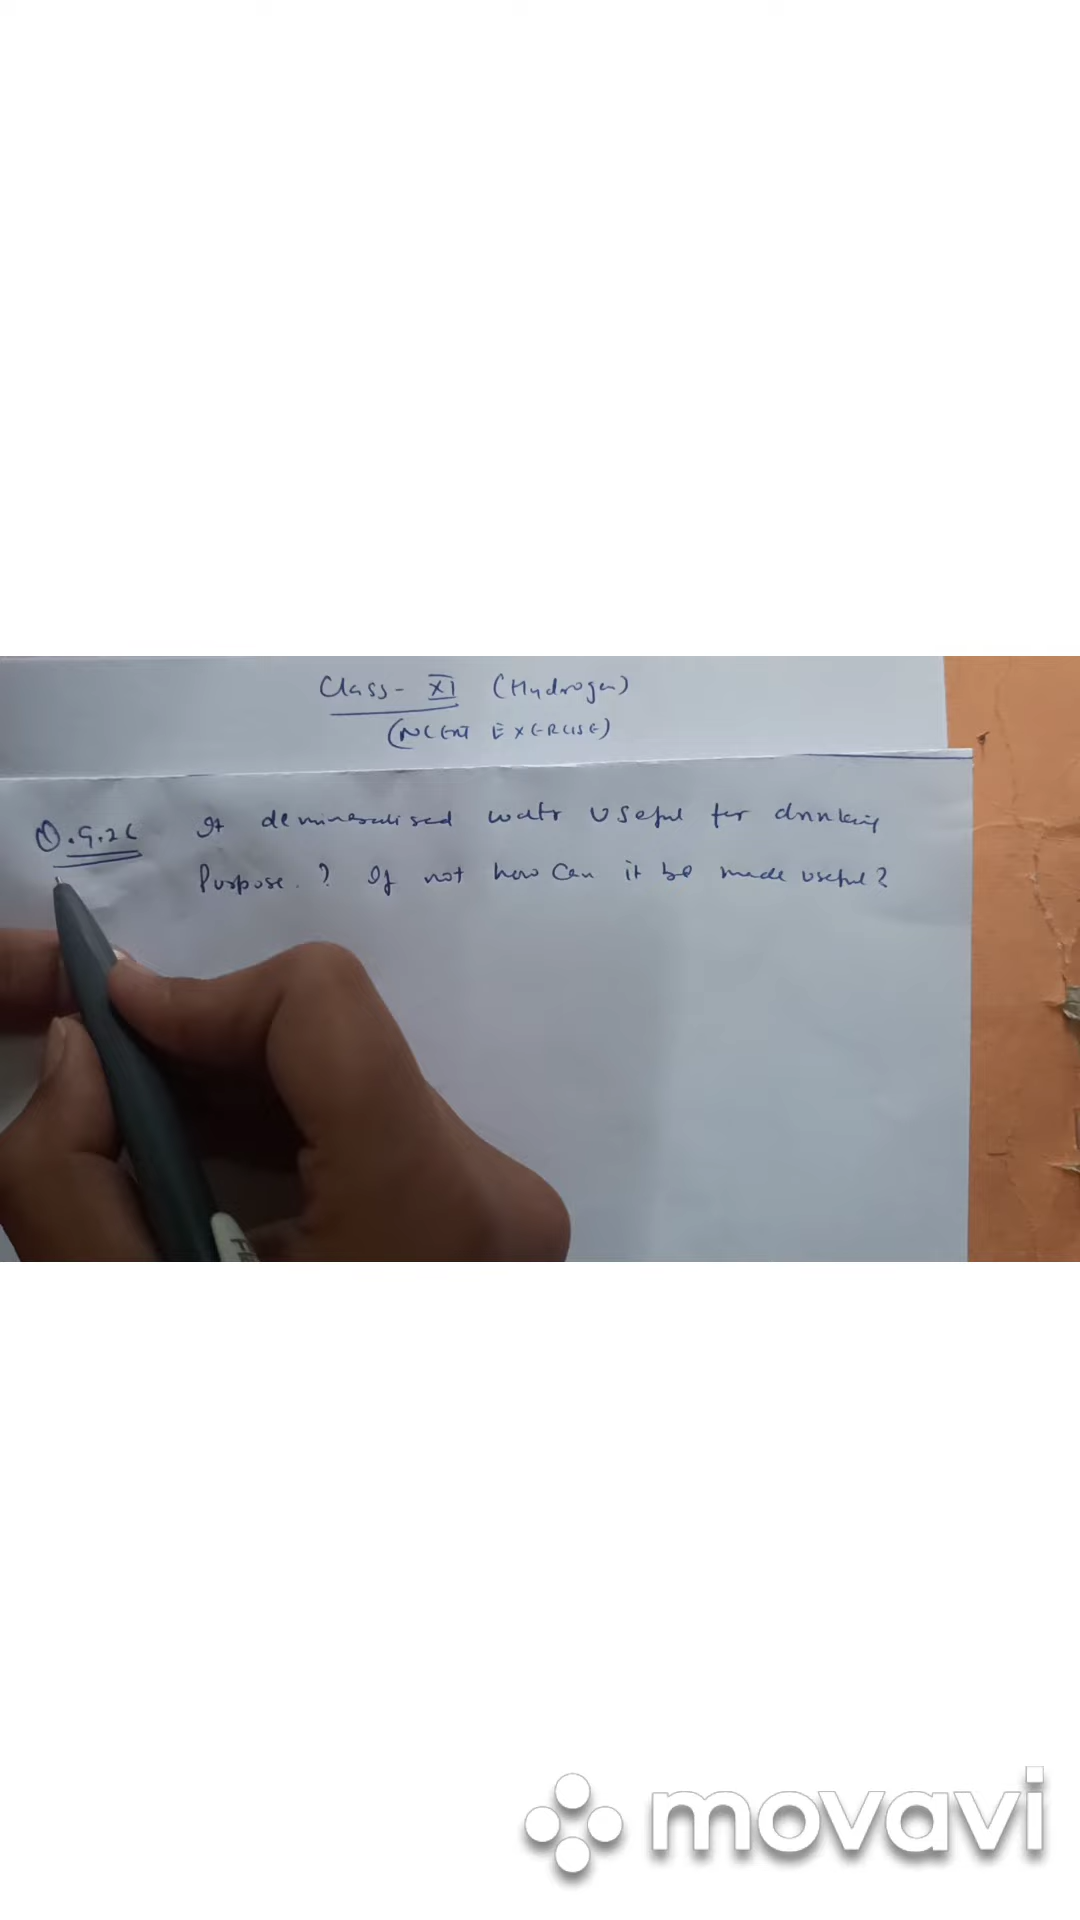 Class- XI (Hydrogen)
(NCERT EXERCISE)
Q.9.26 Is demineralised water useful for drinking
Purpose. ? If not how can it be made useful?
movavi